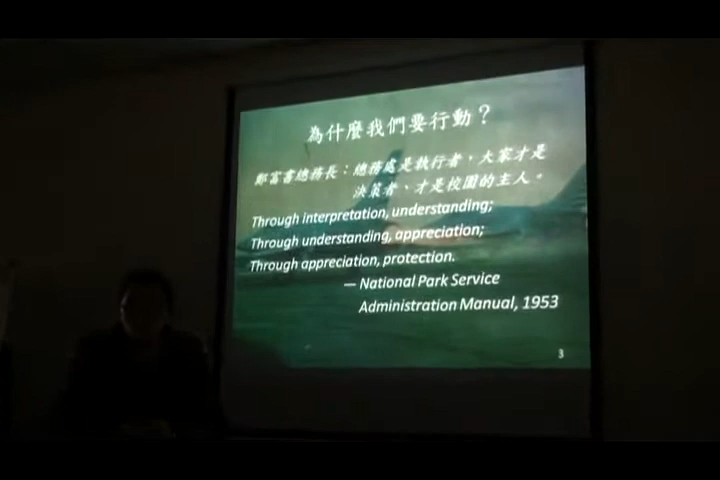 為什麼我們要行動？
鄭富書總務長：總務處是執行者，大家才是
決策者、才是校園的主人。
Through interpretation, understanding;
Through understanding, appreciation;
Through appreciation, protection.
— National Park Service
Administration Manual, 1953
3